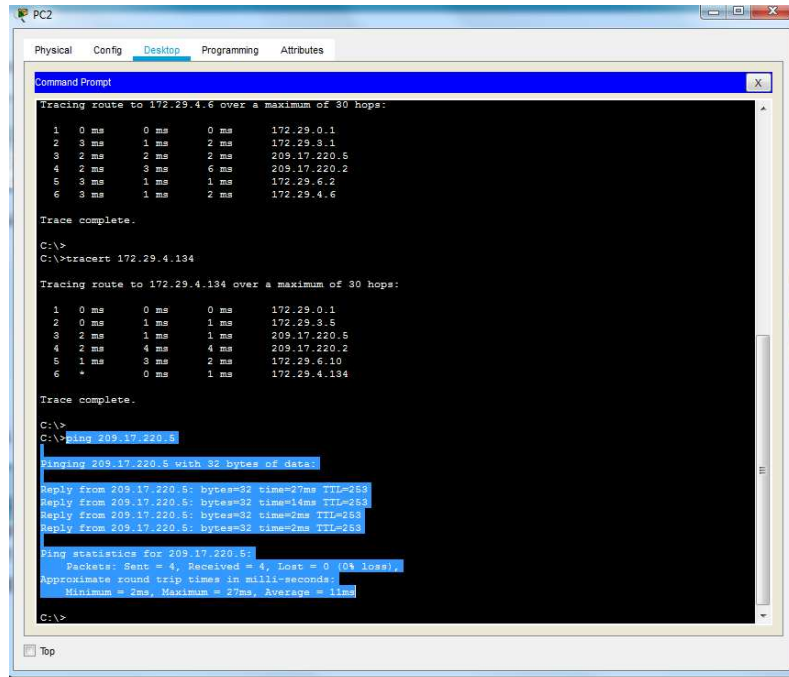 PC2
Physical Config Desktop Programming Attributes
Command Prompt
X
Tracing route to 172.29.4.6 over a maximum of 30 hops:
1 0 ms 0 ms 0 ms 172.29.0.1
2 3 ms 1 ms 2 ms 172.29.3.1
3 2 ms 2 ms 2 ms 209.17.220.5
4 2 ms 3 ms 6 ms 209.17.220.2
5 3 ms 1 ms 1 ms 172.29.6.2
6 3 ms 1 ms 2 ms 172.29.4.6
Trace complete.
C:\>
C:\>tracert 172.29.4.134
Tracing route to 172.29.4.134 over a maximum of 30 hops:
1 0 ms 0 ms 0 ms 172.29.0.1
2 0 ms 1 ms 1 ms 172.29.3.5
3 2 ms 1 ms 1 ms 209.17.220.5
4 2 ms 4 ms 4 ms 209.17.220.2
5 1 ms 3 ms 2 ms 172.29.6.10
6 * 0 ms 1 ms 172.29.4.134
Trace complete.
C:\>
C:\>ping 209.17.220.5
Pinging 209.17.220.5 with 32 bytes of data:
Reply from 209.17.220.5: bytes=32 time=27ms TTL=253
Reply from 209.17.220.5: bytes=32 time=14ms TTL=253
Reply from 209.17.220.5: bytes=32 time=2ms TTL=253
Reply from 209.17.220.5: bytes=32 time=2ms TTL=253
Ping statistics for 209.17.220.5:
Packets: Sent = 4, Received = 4, Lost = 0 (0% loss),
Approximate round trip times in milli-seconds:
Minimum = 2ms, Maximum = 27ms, Average = 11ms
C:\>
Top